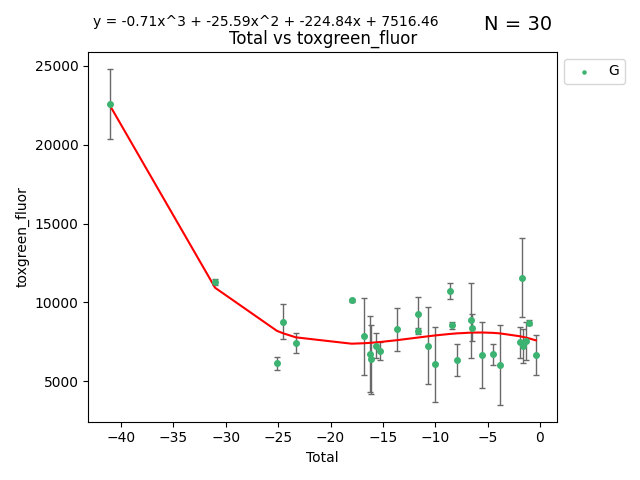 y = -0.71x^3 + -25.59x^2 + -224.84x + 7516.46
N = 30
Total vs toxgreen_fluor
G
toxgreen_fluor
25000
20000
15000
10000
5000
−40 −35 −30 −25 −20 −15 −10 −5 0
Total